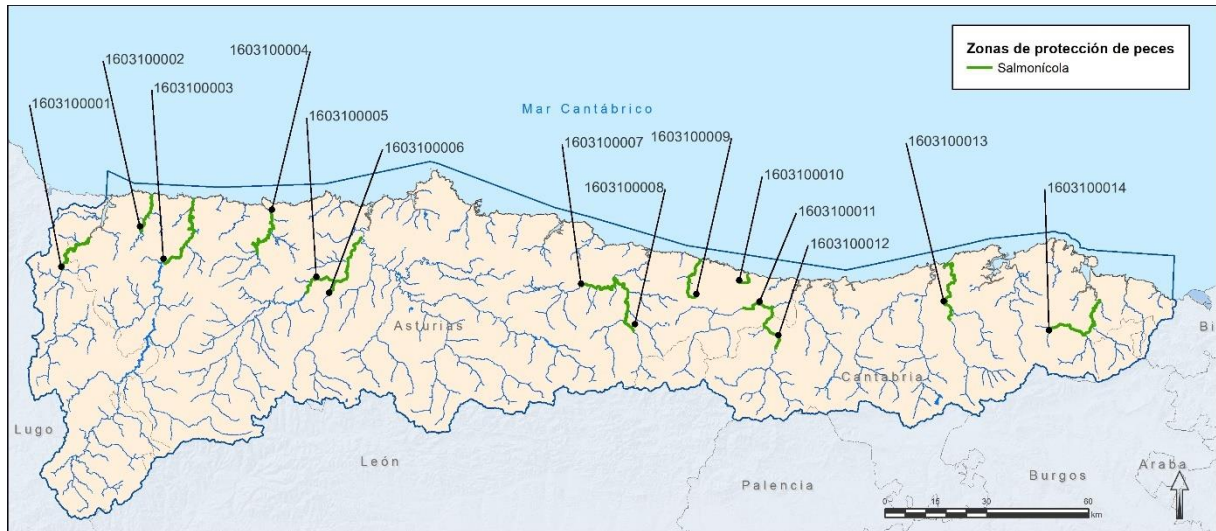 Zonas de protección de peces
Salmonícola
1603100004
1603100002
1603100003
1603100001
1603100005
1603100006
Mar Cantábrico
1603100009
1603100007
1603100008
1603100010
1603100011
1603100012
1603100013
1603100014
Asturias
Cantabria
Bi
Lugo
León
Palencia
Burgos
Araba
0 15 30 60
km